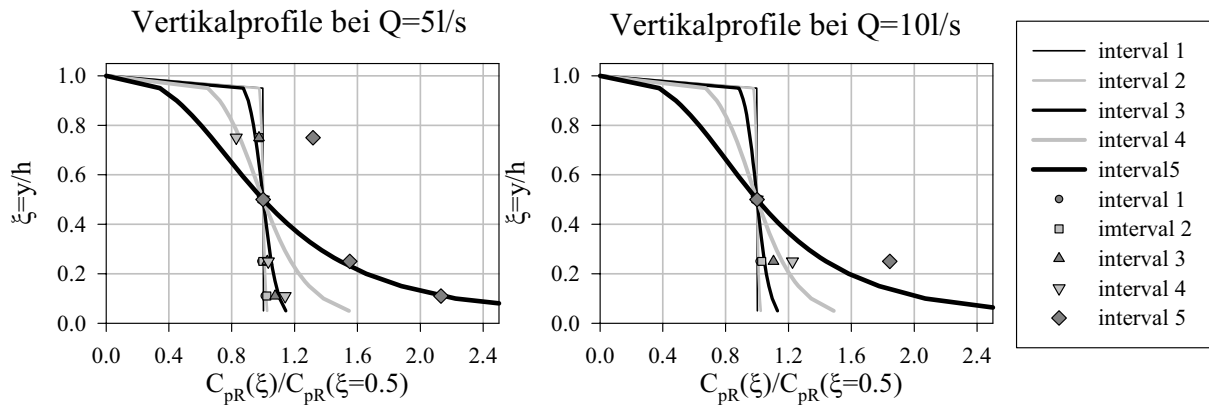 Vertikalprofile bei Q=5l/s
ξ=y/h
1.0
0.8
0.6
0.4
0.2
0.0
0.0 0.4 0.8 1.2 1.6 2.0 2.4
C_pR(ξ)/C_pR(ξ=0.5)
Vertikalprofile bei Q=10l/s
ξ=y/h
1.0
0.8
0.6
0.4
0.2
0.0
0.0 0.4 0.8 1.2 1.6 2.0 2.4
C_pR(ξ)/C_pR(ξ=0.5)
interval 1
interval 2
interval 3
interval 4
interval5
interval 1
imterval 2
interval 3
interval 4
interval 5